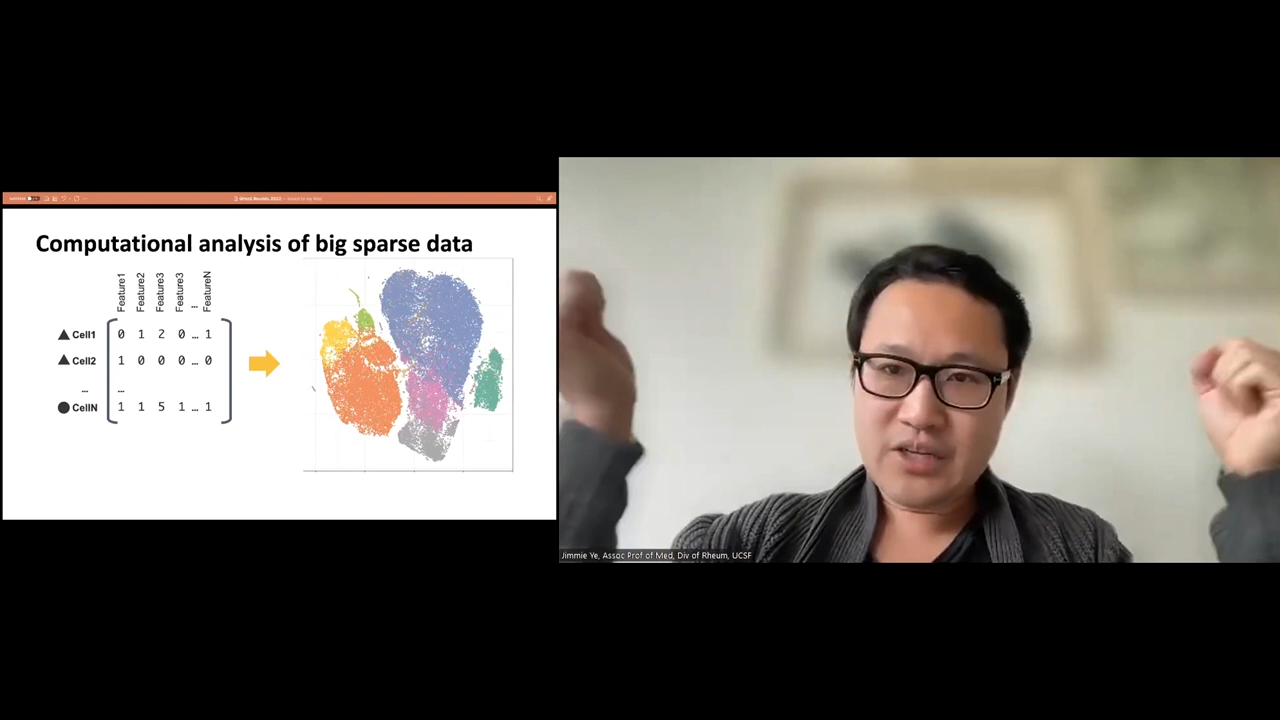 Computational analysis of big sparse data
Feature1 Feature2 Feature3 Feature3 ... FeatureN
Cell1 0 1 2 0 ... 1
Cell2 1 0 0 0 ... 0
... ...
CellN 1 1 5 1 ... 1
Jimmie Ye, Assoc Prof of Med, Div of Rheum, UCSF